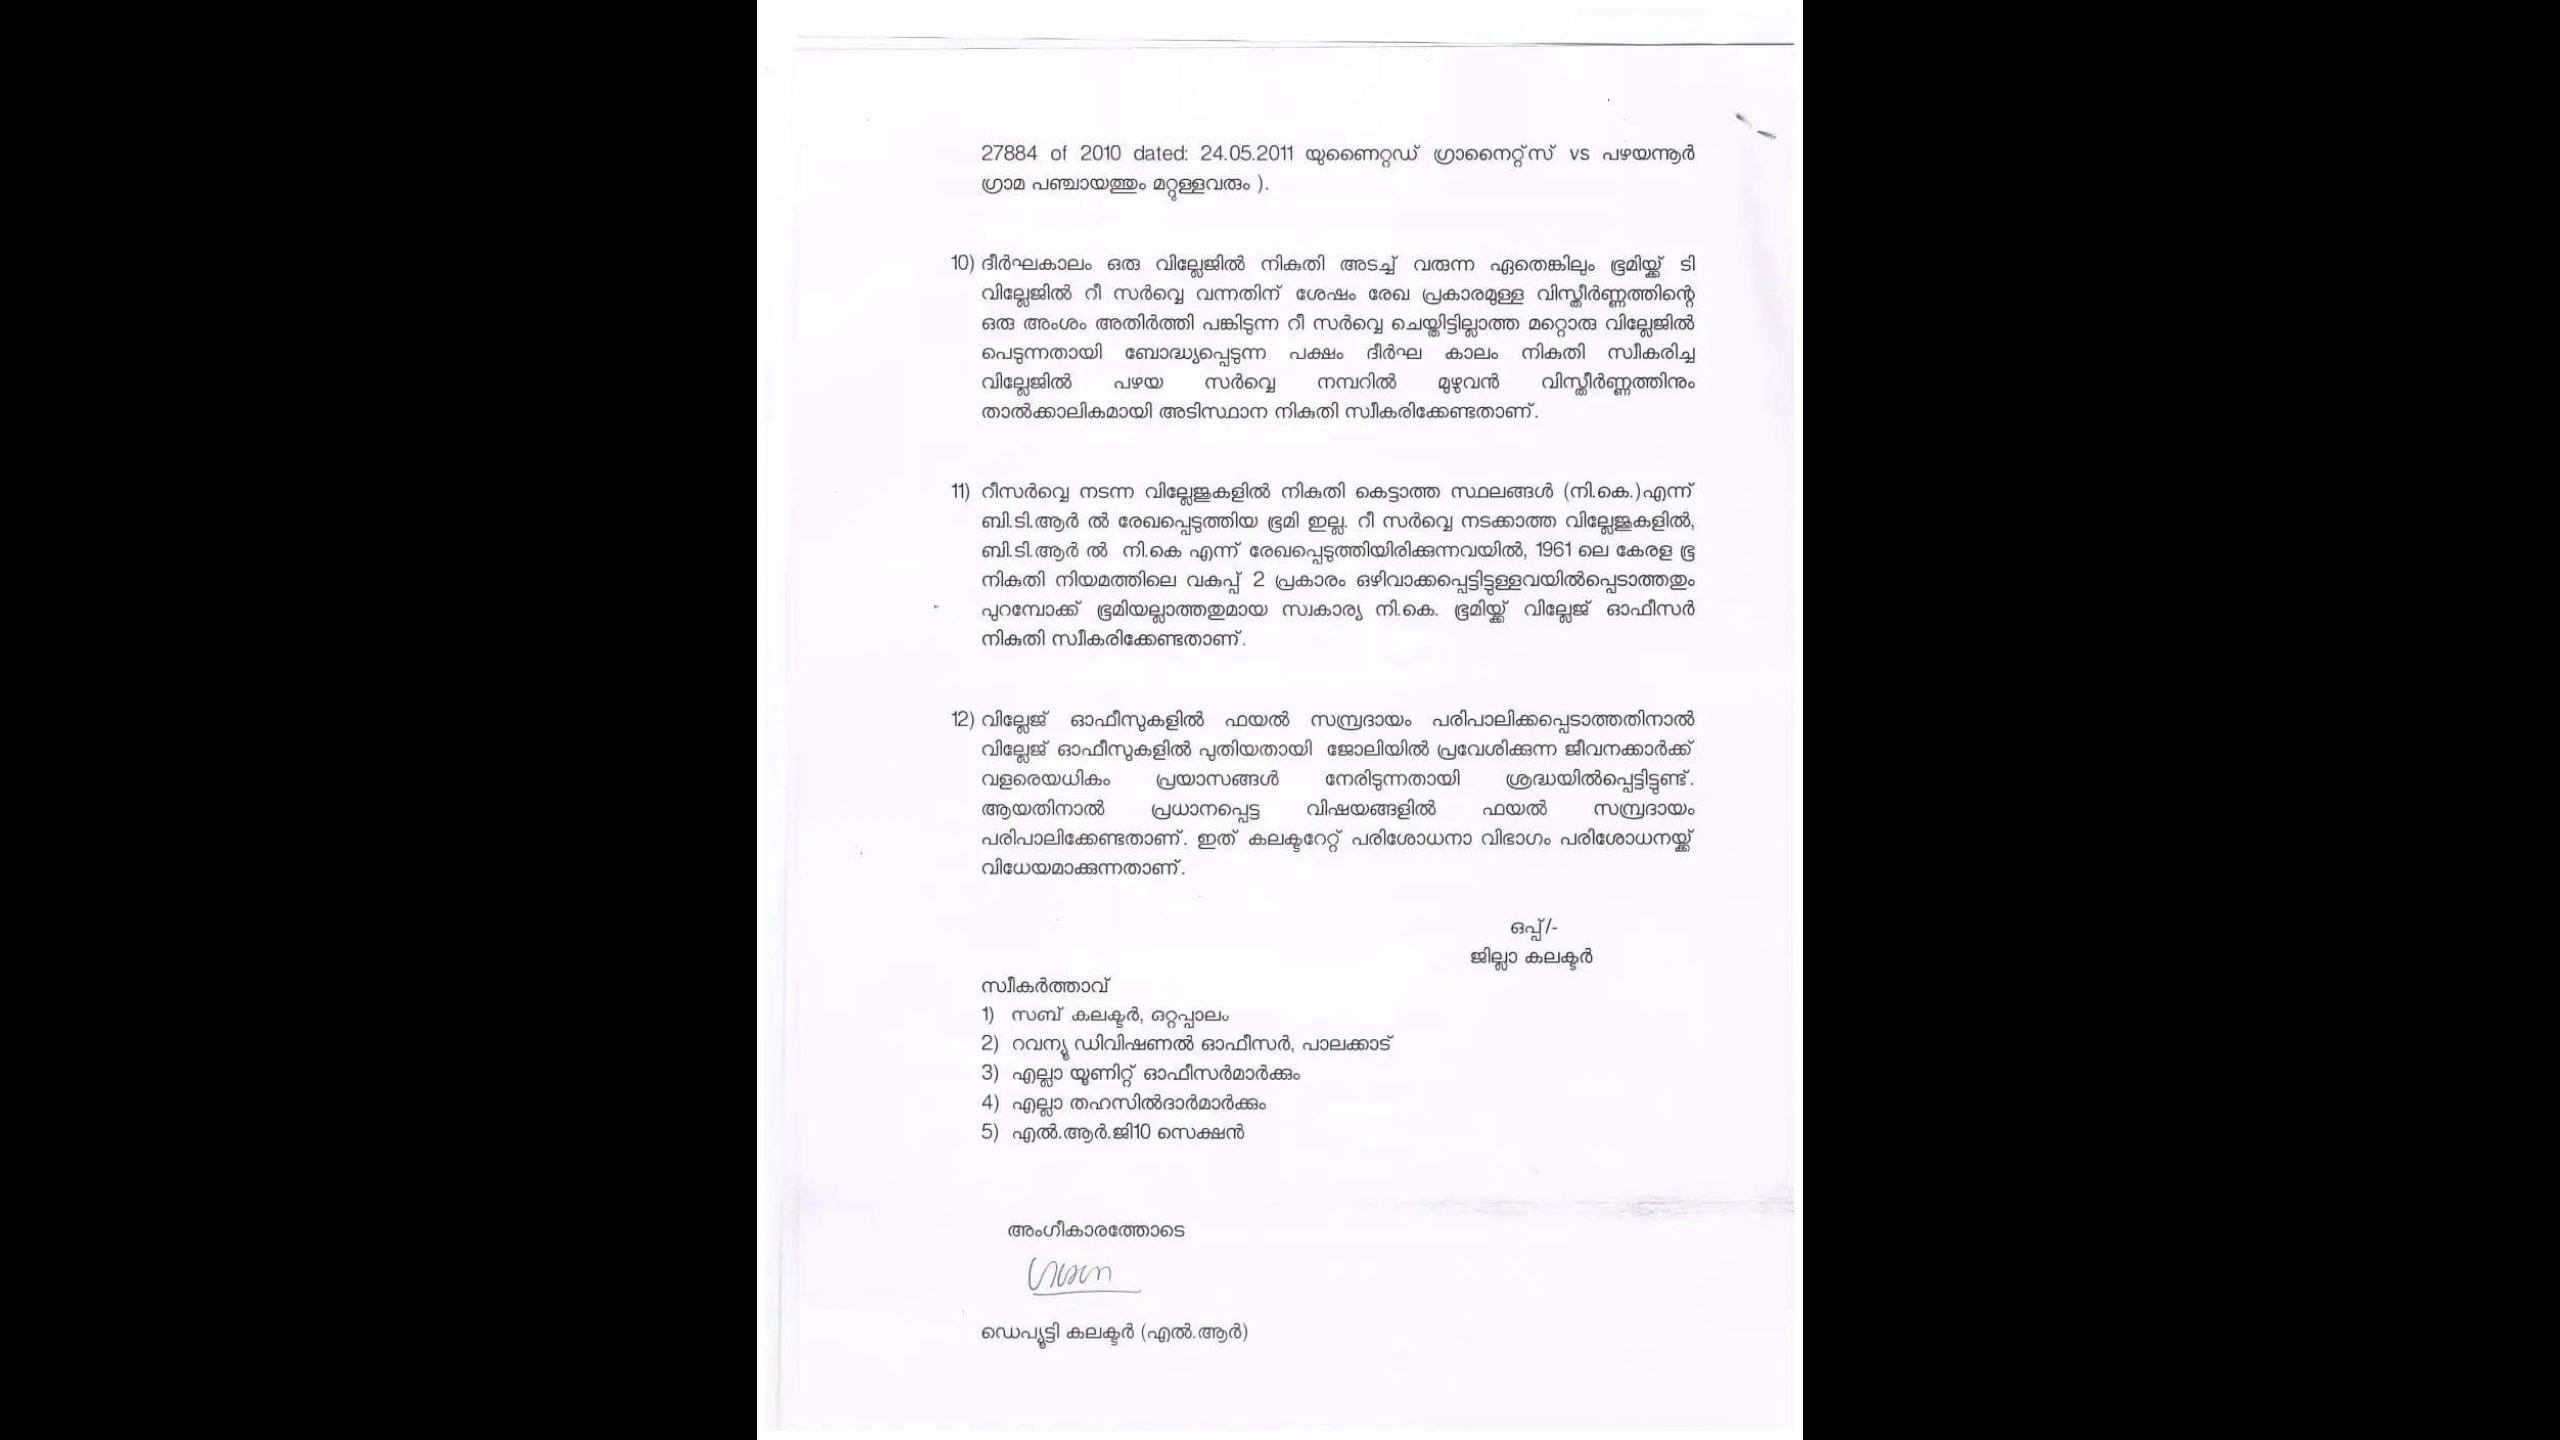 27884 of 2010 dated: 24.05.2011 യുണൈറ്റഡ് ഗ്രാനൈറ്റ്സ് vs പഴയന്നൂർ
ഗ്രാമ പഞ്ചായത്തും മറ്റുള്ളവരും ).
10) ദീർഘകാലം ഒരു വില്ലേജിൽ നികുതി അടച്ച് വരുന്ന ഏതെങ്കിലും ഭൂമിയ്ക്ക് ടി
വില്ലേജിൽ റീ സർവ്വെ വന്നതിന് ശേഷം രേഖ പ്രകാരമുള്ള വിസ്തീർണ്ണത്തിന്റെ
ഒരു അംശം അതിർത്തി പങ്കിടുന്ന റീ സർവ്വെ ചെയ്തിട്ടില്ലാത്ത മറ്റൊരു വില്ലേജിൽ
പെടുന്നതായി ബോദ്ധ്യപ്പെടുന്ന പക്ഷം ദീർഘ കാലം നികുതി സ്വീകരിച്ച
വില്ലേജിൽ പഴയ സർവ്വെ നമ്പറിൽ മുഴുവൻ വിസ്തീർണ്ണത്തിനും
താൽക്കാലികമായി അടിസ്ഥാന നികുതി സ്വീകരിക്കേണ്ടതാണ്.
11) റീസർവ്വെ നടന്ന വില്ലേജുകളിൽ നികുതി കെട്ടാത്ത സ്ഥലങ്ങൾ (നി.കെ.)എന്ന്
ബി.ടി.ആർ ൽ രേഖപ്പെടുത്തിയ ഭൂമി ഇല്ല. റീ സർവ്വെ നടക്കാത്ത വില്ലേജുകളിൽ,
ബി.ടി.ആർ ൽ നി.കെ എന്ന് രേഖപ്പെടുത്തിയിരിക്കുന്നവയിൽ, 1961 ലെ കേരള ഭൂ
നികുതി നിയമത്തിലെ വകുപ്പ് 2 പ്രകാരം ഒഴിവാക്കപ്പെട്ടിട്ടുള്ളവയിൽപ്പെടാത്തതും
പുറമ്പോക്ക് ഭൂമിയല്ലാത്തതുമായ സ്വകാര്യ നി.കെ. ഭൂമിയ്ക്ക് വില്ലേജ് ഓഫീസർ
നികുതി സ്വീകരിക്കേണ്ടതാണ്.
12) വില്ലേജ് ഓഫീസുകളിൽ ഫയൽ സമ്പ്രദായം പരിപാലിക്കപ്പെടാത്തതിനാൽ
വില്ലേജ് ഓഫീസുകളിൽ പുതിയതായി ജോലിയിൽ പ്രവേശിക്കുന്ന ജീവനക്കാർക്ക്
വളരെയധികം പ്രയാസങ്ങൾ നേരിടുന്നതായി ശ്രദ്ധയിൽപ്പെട്ടിട്ടുണ്ട്.
ആയതിനാൽ പ്രധാനപ്പെട്ട വിഷയങ്ങളിൽ ഫയൽ സമ്പ്രദായം
പരിപാലിക്കേണ്ടതാണ്. ഇത് കലക്ടറേറ്റ് പരിശോധനാ വിഭാഗം പരിശോധനയ്ക്ക്
വിധേയമാക്കുന്നതാണ്.
ഒപ്പ്/-
ജില്ലാ കലക്ടർ
സ്വീകർത്താവ്
1) സബ് കലക്ടർ, ഒറ്റപ്പാലം
2) റവന്യൂ ഡിവിഷണൽ ഓഫീസർ, പാലക്കാട്
3) എല്ലാ യൂണിറ്റ് ഓഫീസർമാർക്കും
4) എല്ലാ തഹസിൽദാർമാർക്കും
5) എൽ.ആർ.ജി10 സെക്ഷൻ
അംഗീകാരത്തോടെ
ഡെപ്യൂട്ടി കലക്ടർ (എൽ.ആർ)